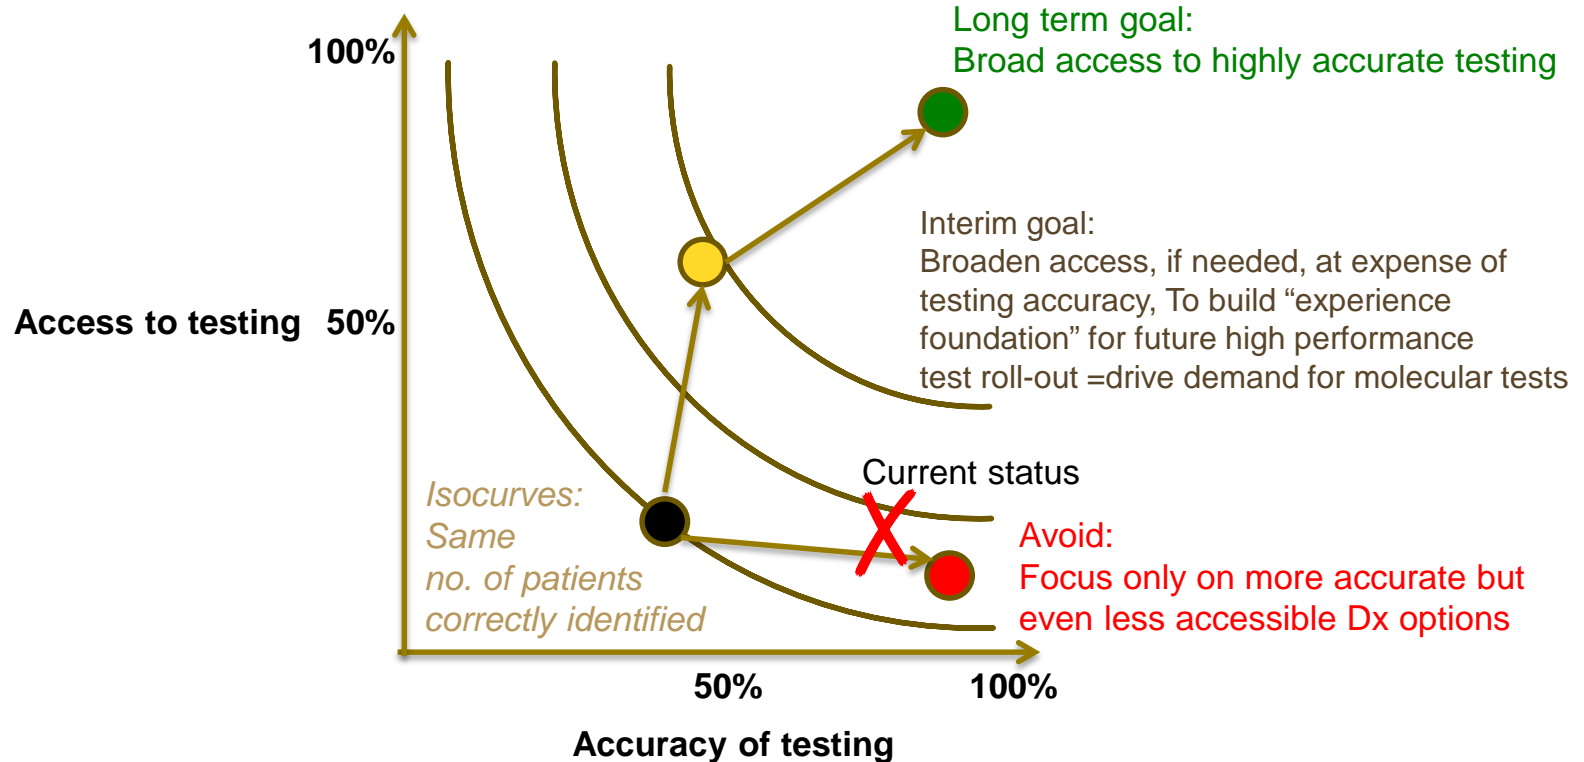 Long term goal:
Broad access to highly accurate testing
100%
Interim goal:
Broaden access, if needed, at expense of
testing accuracy, To build “experience
foundation” for future high performance
test roll-out =drive demand for molecular tests
Access to testing 50%
Current status
Isocurves:
Same
no. of patients
correctly identified
Avoid:
Focus only on more accurate but
even less accessible Dx options
50%
100%
Accuracy of testing